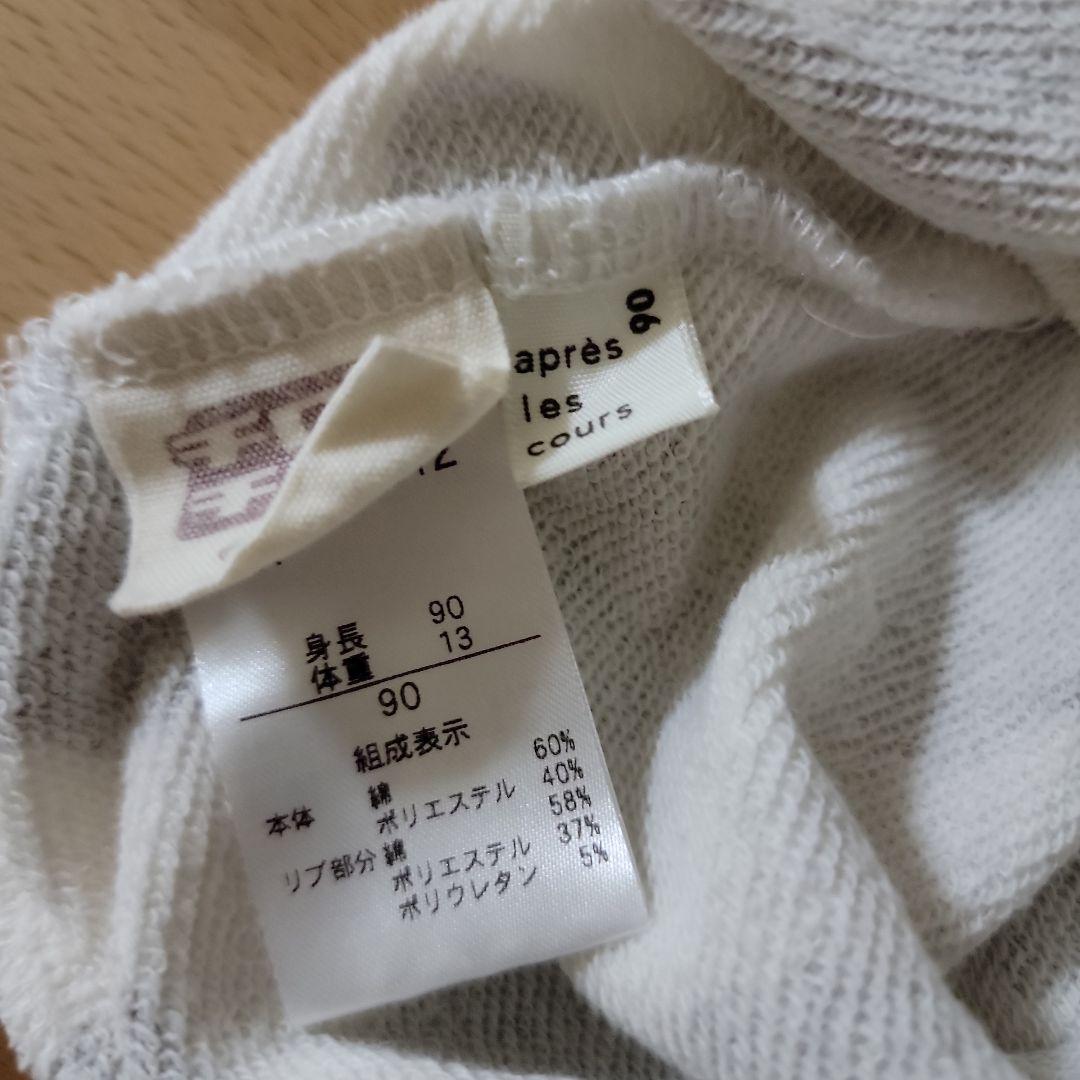 90
après
les
cours
12
身長 90
体重 13
90
組成表示
本体 綿 60%
ポリエステル 40%
リブ部分 綿 58%
ポリエステル 37%
ポリウレタン 5%